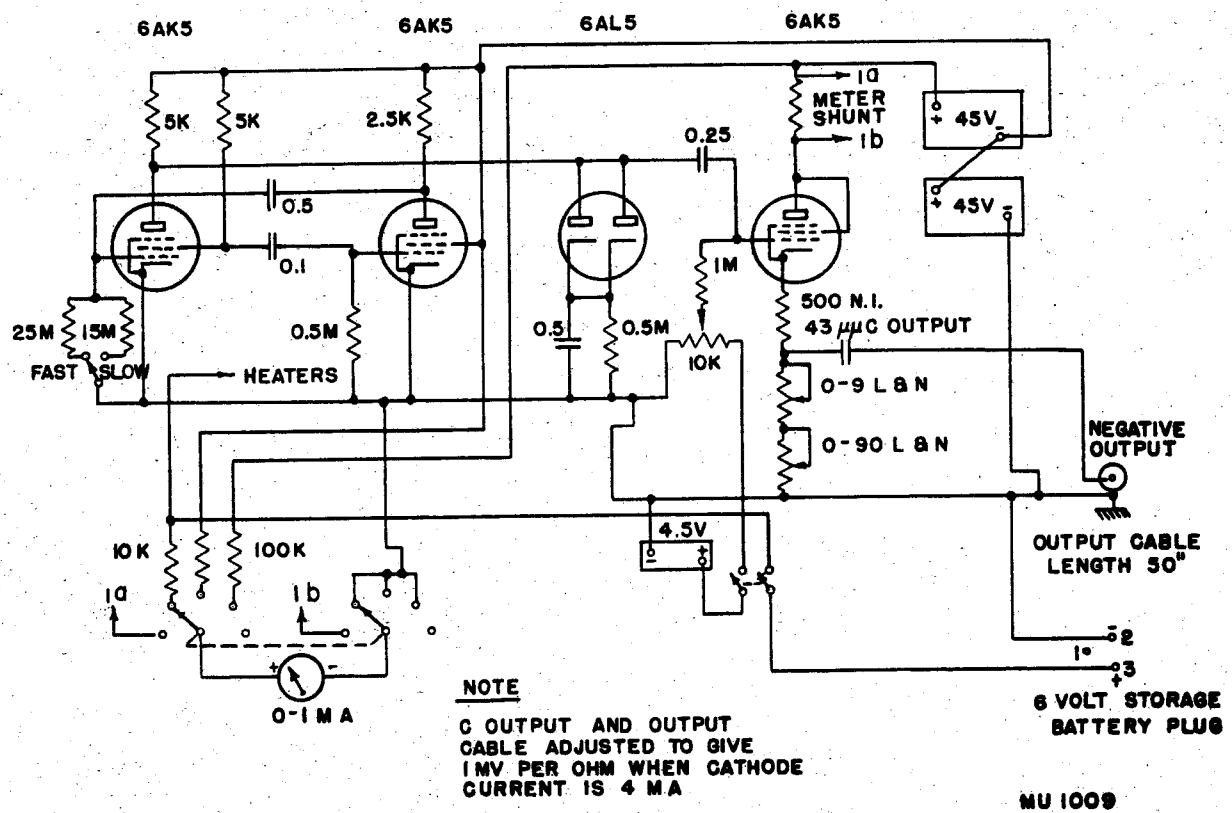 6AK5
6AK5
6AL5
6AK5
5K
5K
2.5K
0.25
1a
METER
SHUNT
1b
+
45V
-
+
45V
-
0.5
0.1
1M
500 N.I.
43 μμC OUTPUT
25M
15M
0.5M
0.5
0.5M
10K
FAST
SLOW
HEATERS
0-9 L & N
0-90 L & N
NEGATIVE
OUTPUT
10K
100K
4.5V
-
+
OUTPUT CABLE
LENGTH 50"
1a
1b
-
2
1°
3
+
+
-
0-1 MA
6 VOLT STORAGE
BATTERY PLUG
NOTE
C OUTPUT AND OUTPUT
CABLE ADJUSTED TO GIVE
1 MV PER OHM WHEN CATHODE
CURRENT IS 4 MA
MU 1009